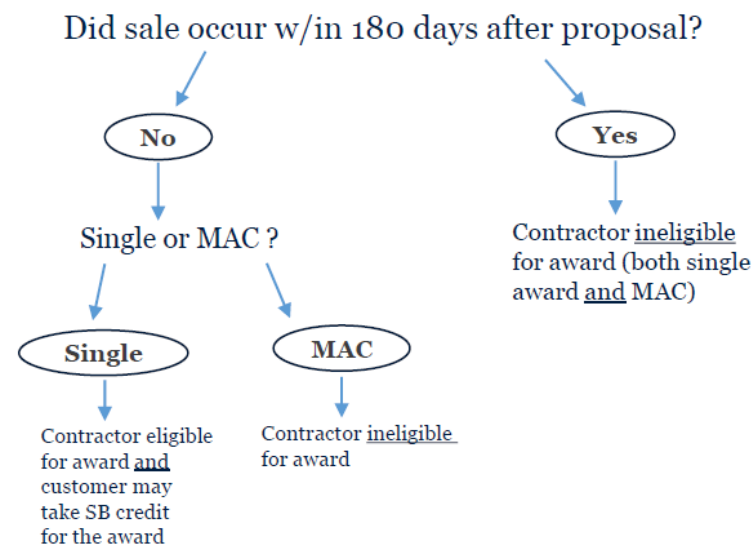 Did sale occur w/in 180 days after proposal?
No
Yes
Single or MAC ?
Contractor ineligible
for award (both single
award and MAC)
Single
MAC
Contractor eligible
for award and
customer may
take SB credit
for the award
Contractor ineligible
for award